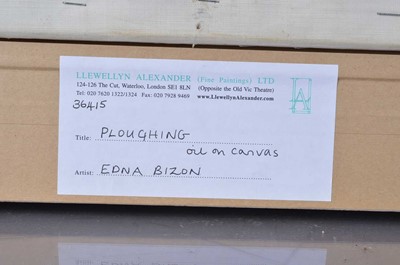 LLEWELLYN ALEXANDER (Fine Paintings) LTD
124-126 The Cut, Waterloo, London SE1 8LN (Opposite the Old Vic Theatre)
Tel: 020 7620 1322/1324 Fax: 020 7928 9469 www.LlewellynAlexander.com
36415
Title: PLOUGHING
oil on canvas
Artist: EDNA BIZON